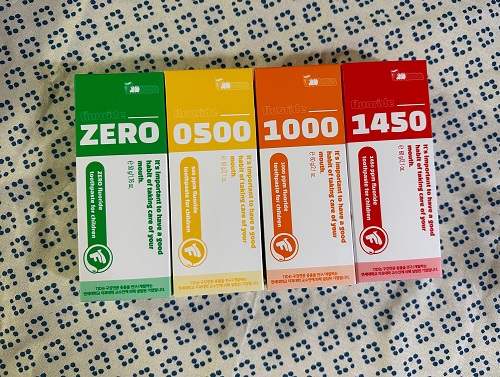 fluoride
ZERO
It's important to have a good
habit of taking care of your
mouth.
ZERO fluoride
toothpaste for children
fluoride
0500
It's important to have a good
habit of taking care of your
mouth.
500 ppm fluoride
toothpaste for children
fluoride
1000
It's important to have a good
habit of taking care of your
mouth.
1000 ppm fluoride
toothpaste for children
fluoride
1450
It's important to have a good
habit of taking care of your
mouth.
1450 ppm fluoride
toothpaste for children